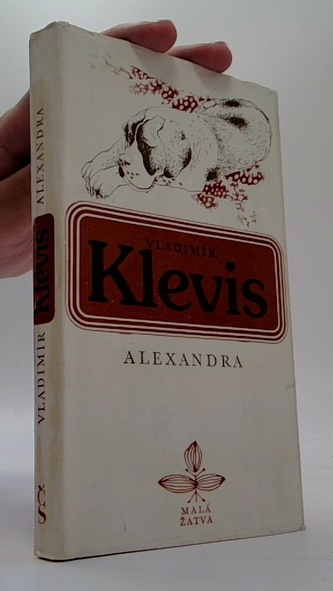 VLADIMÍR
Klevis
ALEXANDRA
MALÁ
ŽATVA
VLADIMÍR Klevis ALEXANDRA